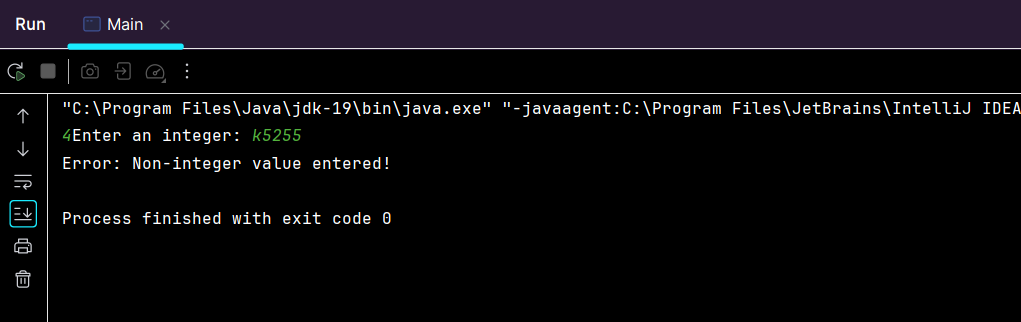 Run
Main
"C:\Program Files\Java\jdk-19\bin\java.exe" "-javaagent:C:\Program Files\JetBrains\IntelliJ IDEA
4Enter an integer: k5255
Error: Non-integer value entered!
Process finished with exit code 0